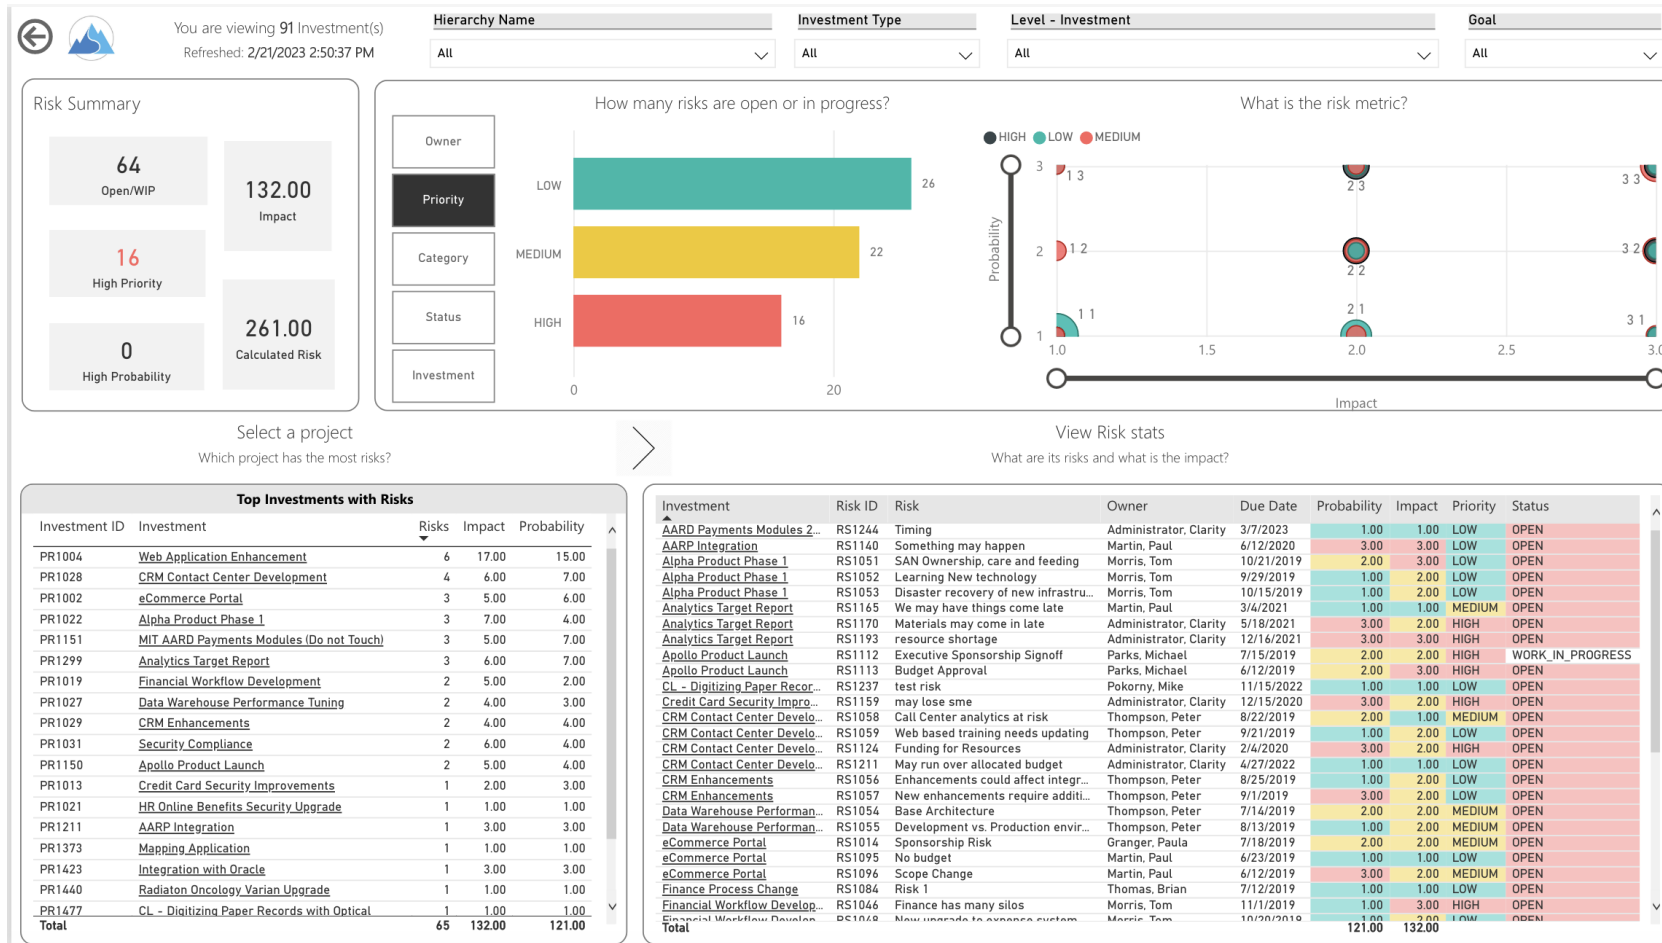 You are viewing 91 Investment(s)
Refreshed: 2/21/2023 2:50:37 PM
Hierarchy Name
All
Investment Type
All
Level - Investment
All
Goal
All
Risk Summary
64
Open/WIP
16
High Priority
0
High Probability
132.00
Impact
261.00
Calculated Risk
Owner
Priority
Category
Status
Investment
How many risks are open or in progress?
LOW 26
MEDIUM 22
HIGH 16
0 20
What is the risk metric?
HIGH LOW MEDIUM
Probability
3 1 3 2 3 3 3
2 1 2 2 2 3 2
1 1 1 2 1 3 1
1.0 1.5 2.0 2.5 3.0
Impact
Select a project
Which project has the most risks?
View Risk stats
What are its risks and what is the impact?
Top Investments with Risks
Investment ID Investment Risks Impact Probability
PR1004 Web Application Enhancement 6 17.00 15.00
PR1028 CRM Contact Center Development 4 6.00 7.00
PR1002 eCommerce Portal 3 5.00 6.00
PR1022 Alpha Product Phase 1 3 7.00 4.00
PR1151 MIT AARD Payments Modules (Do not Touch) 3 5.00 7.00
PR1299 Analytics Target Report 3 6.00 7.00
PR1019 Financial Workflow Development 2 5.00 2.00
PR1027 Data Warehouse Performance Tuning 2 4.00 3.00
PR1029 CRM Enhancements 2 4.00 4.00
PR1031 Security Compliance 2 6.00 4.00
PR1150 Apollo Product Launch 2 5.00 4.00
PR1013 Credit Card Security Improvements 1 2.00 3.00
PR1021 HR Online Benefits Security Upgrade 1 1.00 1.00
PR1211 AARP Integration 1 3.00 3.00
PR1373 Mapping Application 1 1.00 1.00
PR1423 Integration with Oracle 1 3.00 3.00
PR1440 Radiaton Oncology Varian Upgrade 1 1.00 1.00
PR1477 CL - Digitizing Paper Records with Optical 1 1.00 1.00
Total 65 132.00 121.00
Investment Risk ID Risk Owner Due Date Probability Impact Priority Status
AARD Payments Modules 2... RS1244 Timing Administrator, Clarity 3/7/2023 1.00 1.00 LOW OPEN
AARP Integration RS1140 Something may happen Martin, Paul 6/12/2020 3.00 3.00 LOW OPEN
Alpha Product Phase 1 RS1051 SAN Ownership, care and feeding Morris, Tom 10/21/2019 2.00 3.00 LOW OPEN
Alpha Product Phase 1 RS1052 Learning New technology Morris, Tom 9/29/2019 1.00 2.00 LOW OPEN
Alpha Product Phase 1 RS1053 Disaster recovery of new infrastru... Morris, Tom 10/15/2019 1.00 2.00 LOW OPEN
Analytics Target Report RS1165 We may have things come late Martin, Paul 3/4/2021 1.00 1.00 MEDIUM OPEN
Analytics Target Report RS1170 Materials may come in late Administrator, Clarity 5/18/2021 3.00 2.00 HIGH OPEN
Analytics Target Report RS1193 resource shortage Administrator, Clarity 12/16/2021 3.00 3.00 HIGH OPEN
Apollo Product Launch RS1112 Executive Sponsorship Signoff Parks, Michael 7/15/2019 2.00 2.00 HIGH WORK_IN_PROGRESS
Apollo Product Launch RS1113 Budget Approval Parks, Michael 6/12/2019 2.00 3.00 HIGH OPEN
CL - Digitizing Paper Recor... RS1237 test risk Pokorny, Mike 11/15/2022 1.00 1.00 LOW OPEN
Credit Card Security Impro... RS1159 may lose sme Administrator, Clarity 12/15/2020 3.00 2.00 HIGH OPEN
CRM Contact Center Develo... RS1058 Call Center analytics at risk Thompson, Peter 8/22/2019 2.00 1.00 MEDIUM OPEN
CRM Contact Center Develo... RS1059 Web based training needs updating Thompson, Peter 9/21/2019 1.00 2.00 LOW OPEN
CRM Contact Center Develo... RS1124 Funding for Resources Administrator, Clarity 2/4/2020 3.00 2.00 HIGH OPEN
CRM Contact Center Develo... RS1211 May run over allocated budget Administrator, Clarity 4/27/2022 1.00 1.00 LOW OPEN
CRM Enhancements RS1056 Enhancements could affect integr... Thompson, Peter 8/25/2019 1.00 2.00 LOW OPEN
CRM Enhancements RS1057 New enhancements require additi... Thompson, Peter 9/1/2019 3.00 2.00 LOW OPEN
Data Warehouse Performan... RS1054 Base Architecture Thompson, Peter 7/14/2019 2.00 2.00 MEDIUM OPEN
Data Warehouse Performan... RS1055 Development vs. Production envir... Thompson, Peter 8/13/2019 1.00 2.00 MEDIUM OPEN
eCommerce Portal RS1014 Sponsorship Risk Granger, Paula 7/18/2019 2.00 2.00 MEDIUM OPEN
eCommerce Portal RS1095 No budget Martin, Paul 6/23/2019 1.00 1.00 LOW OPEN
eCommerce Portal RS1096 Scope Change Martin, Paul 6/12/2019 3.00 2.00 MEDIUM OPEN
Finance Process Change RS1084 Risk 1 Thomas, Brian 7/12/2019 1.00 1.00 LOW OPEN
Financial Workflow Develop... RS1046 Finance has many silos Morris, Tom 11/1/2019 1.00 3.00 HIGH OPEN
Financial Workflow Develop... RS1048 New upgrade to expense system Morris, Tom 10/20/2019 1.00 2.00 LOW OPEN
Total 121.00 132.00